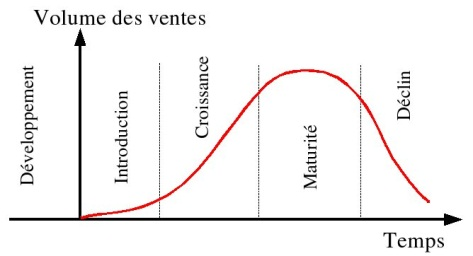 Volume des ventes
Développement
Introduction
Croissance
Maturité
Déclin
Temps